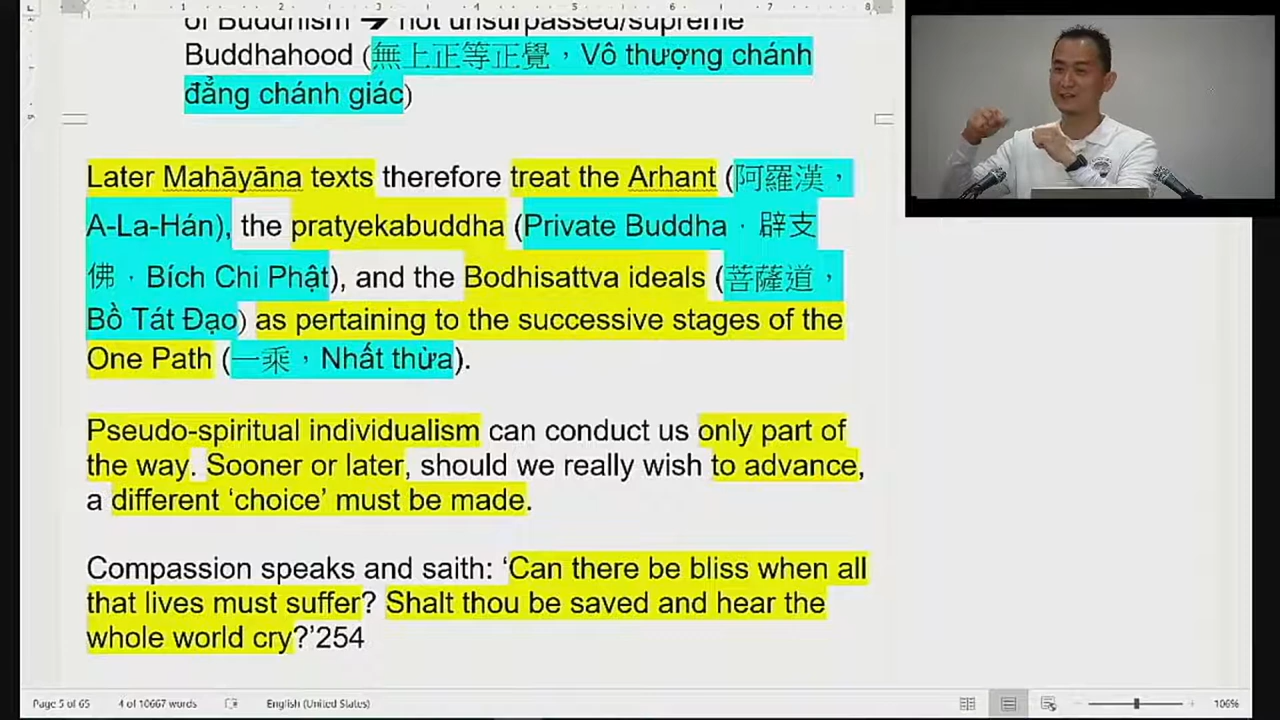 of Buddhism → not unsurpassed/supreme
Buddhahood (無上正等正覺，Vô thượng chánh
đẳng chánh giác)
Later Mahāyāna texts therefore treat the Arhant (阿羅漢，
A-La-Hán), the pratyekabuddha (Private Buddha，辟支
佛，Bích Chi Phật), and the Bodhisattva ideals (菩薩道，
Bồ Tát Đạo) as pertaining to the successive stages of the
One Path (一乘，Nhất thừa).
Pseudo-spiritual individualism can conduct us only part of
the way. Sooner or later, should we really wish to advance,
a different ‘choice’ must be made.
Compassion speaks and saith: ‘Can there be bliss when all
that lives must suffer? Shalt thou be saved and hear the
whole world cry?’254
Page 5 of 65 4 of 10667 words English (United States) 106%